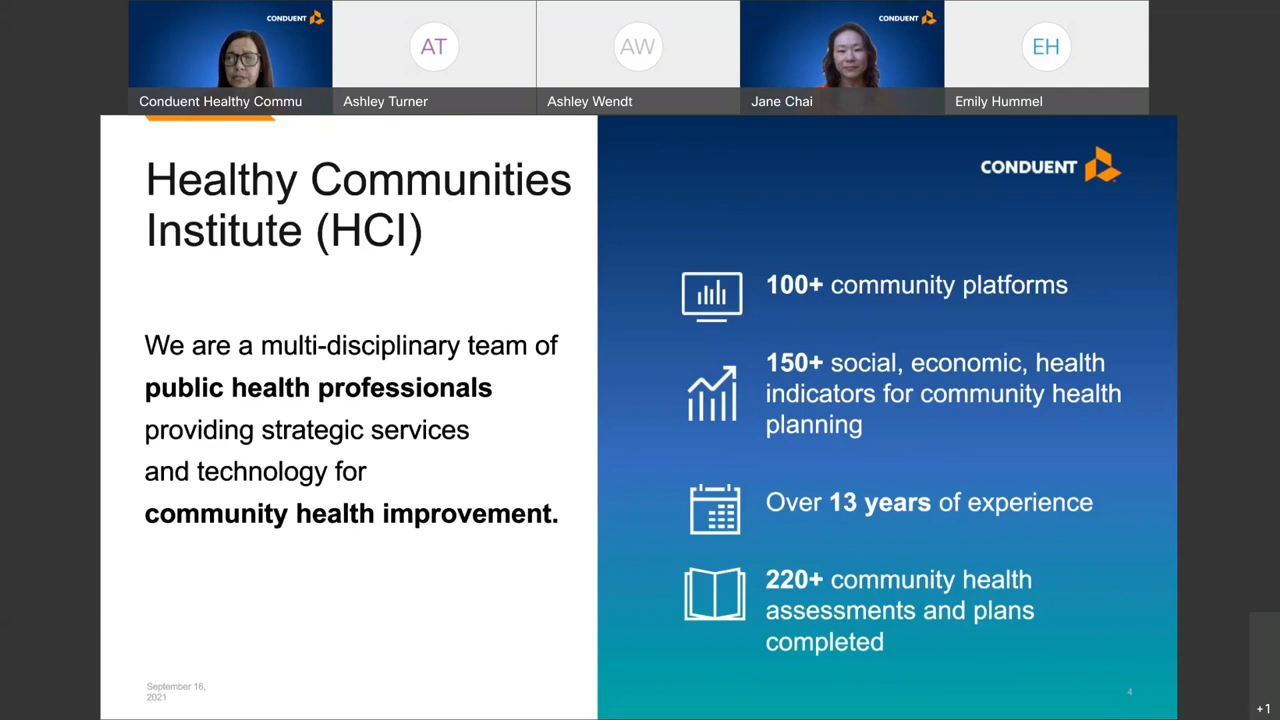 CONDUENT
AT
AW
CONDUENT
EH
Conduent Healthy Commu
Ashley Turner
Ashley Wendt
Jane Chai
Emily Hummel
Healthy Communities
Institute (HCI)
We are a multi-disciplinary team of
public health professionals
providing strategic services
and technology for
community health improvement.
September 16,
2021
CONDUENT
100+ community platforms
150+ social, economic, health
indicators for community health
planning
Over 13 years of experience
220+ community health
assessments and plans
completed
4
+1